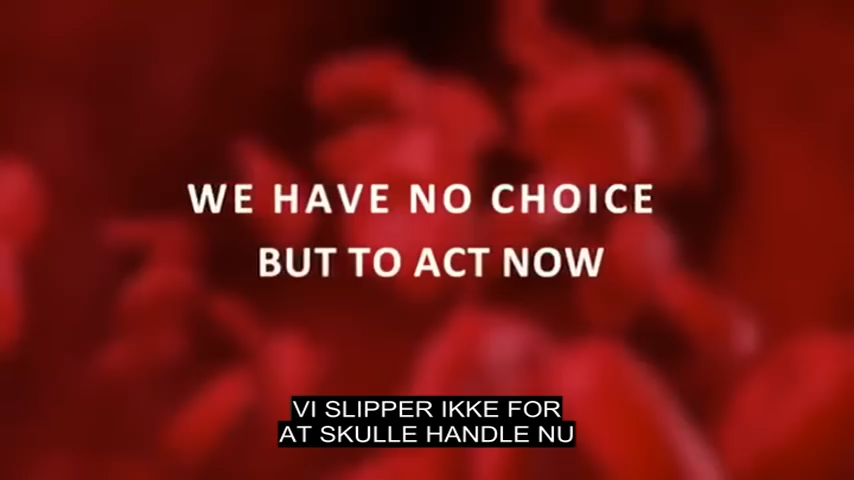 WE HAVE NO CHOICE
BUT TO ACT NOW
VI SLIPPER IKKE FOR
AT SKULLE HANDLE NU